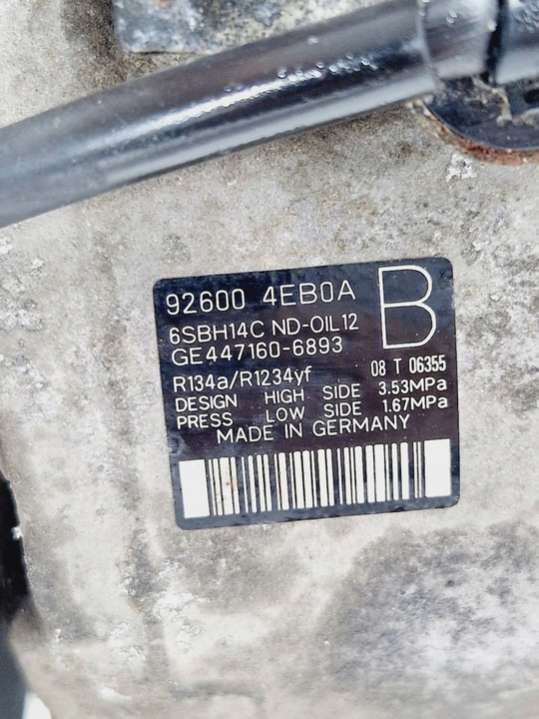 92600 4EB0A B
6SBH14C ND-OIL12
GE447160-6893
R134a/R1234yf 08 T 06355
DESIGN HIGH SIDE 3.53MPa
PRESS LOW SIDE 1.67MPa
MADE IN GERMANY